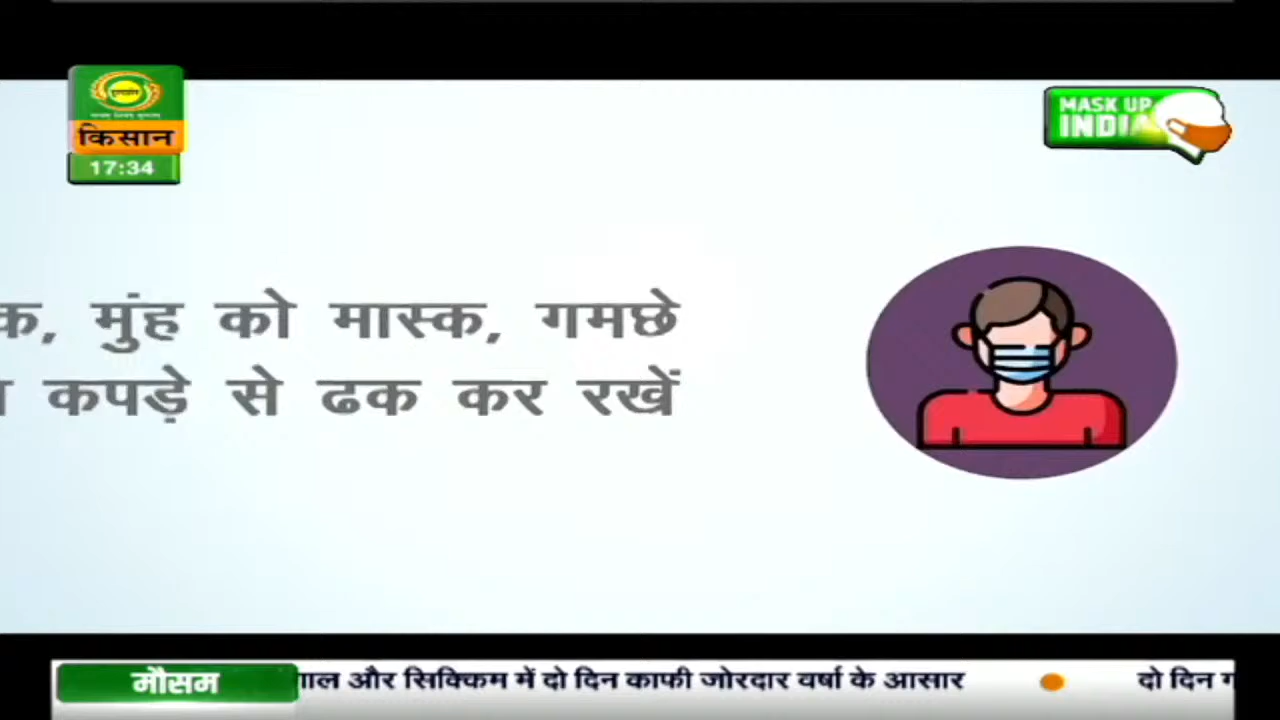 किसान
17:34
MASK UP
INDIA
मुंह को मास्क, गमछे
कपड़े से ढक कर रखें
मौसम
और सिक्किम में दो दिन काफी जोरदार वर्षा के आसार
दो दिन